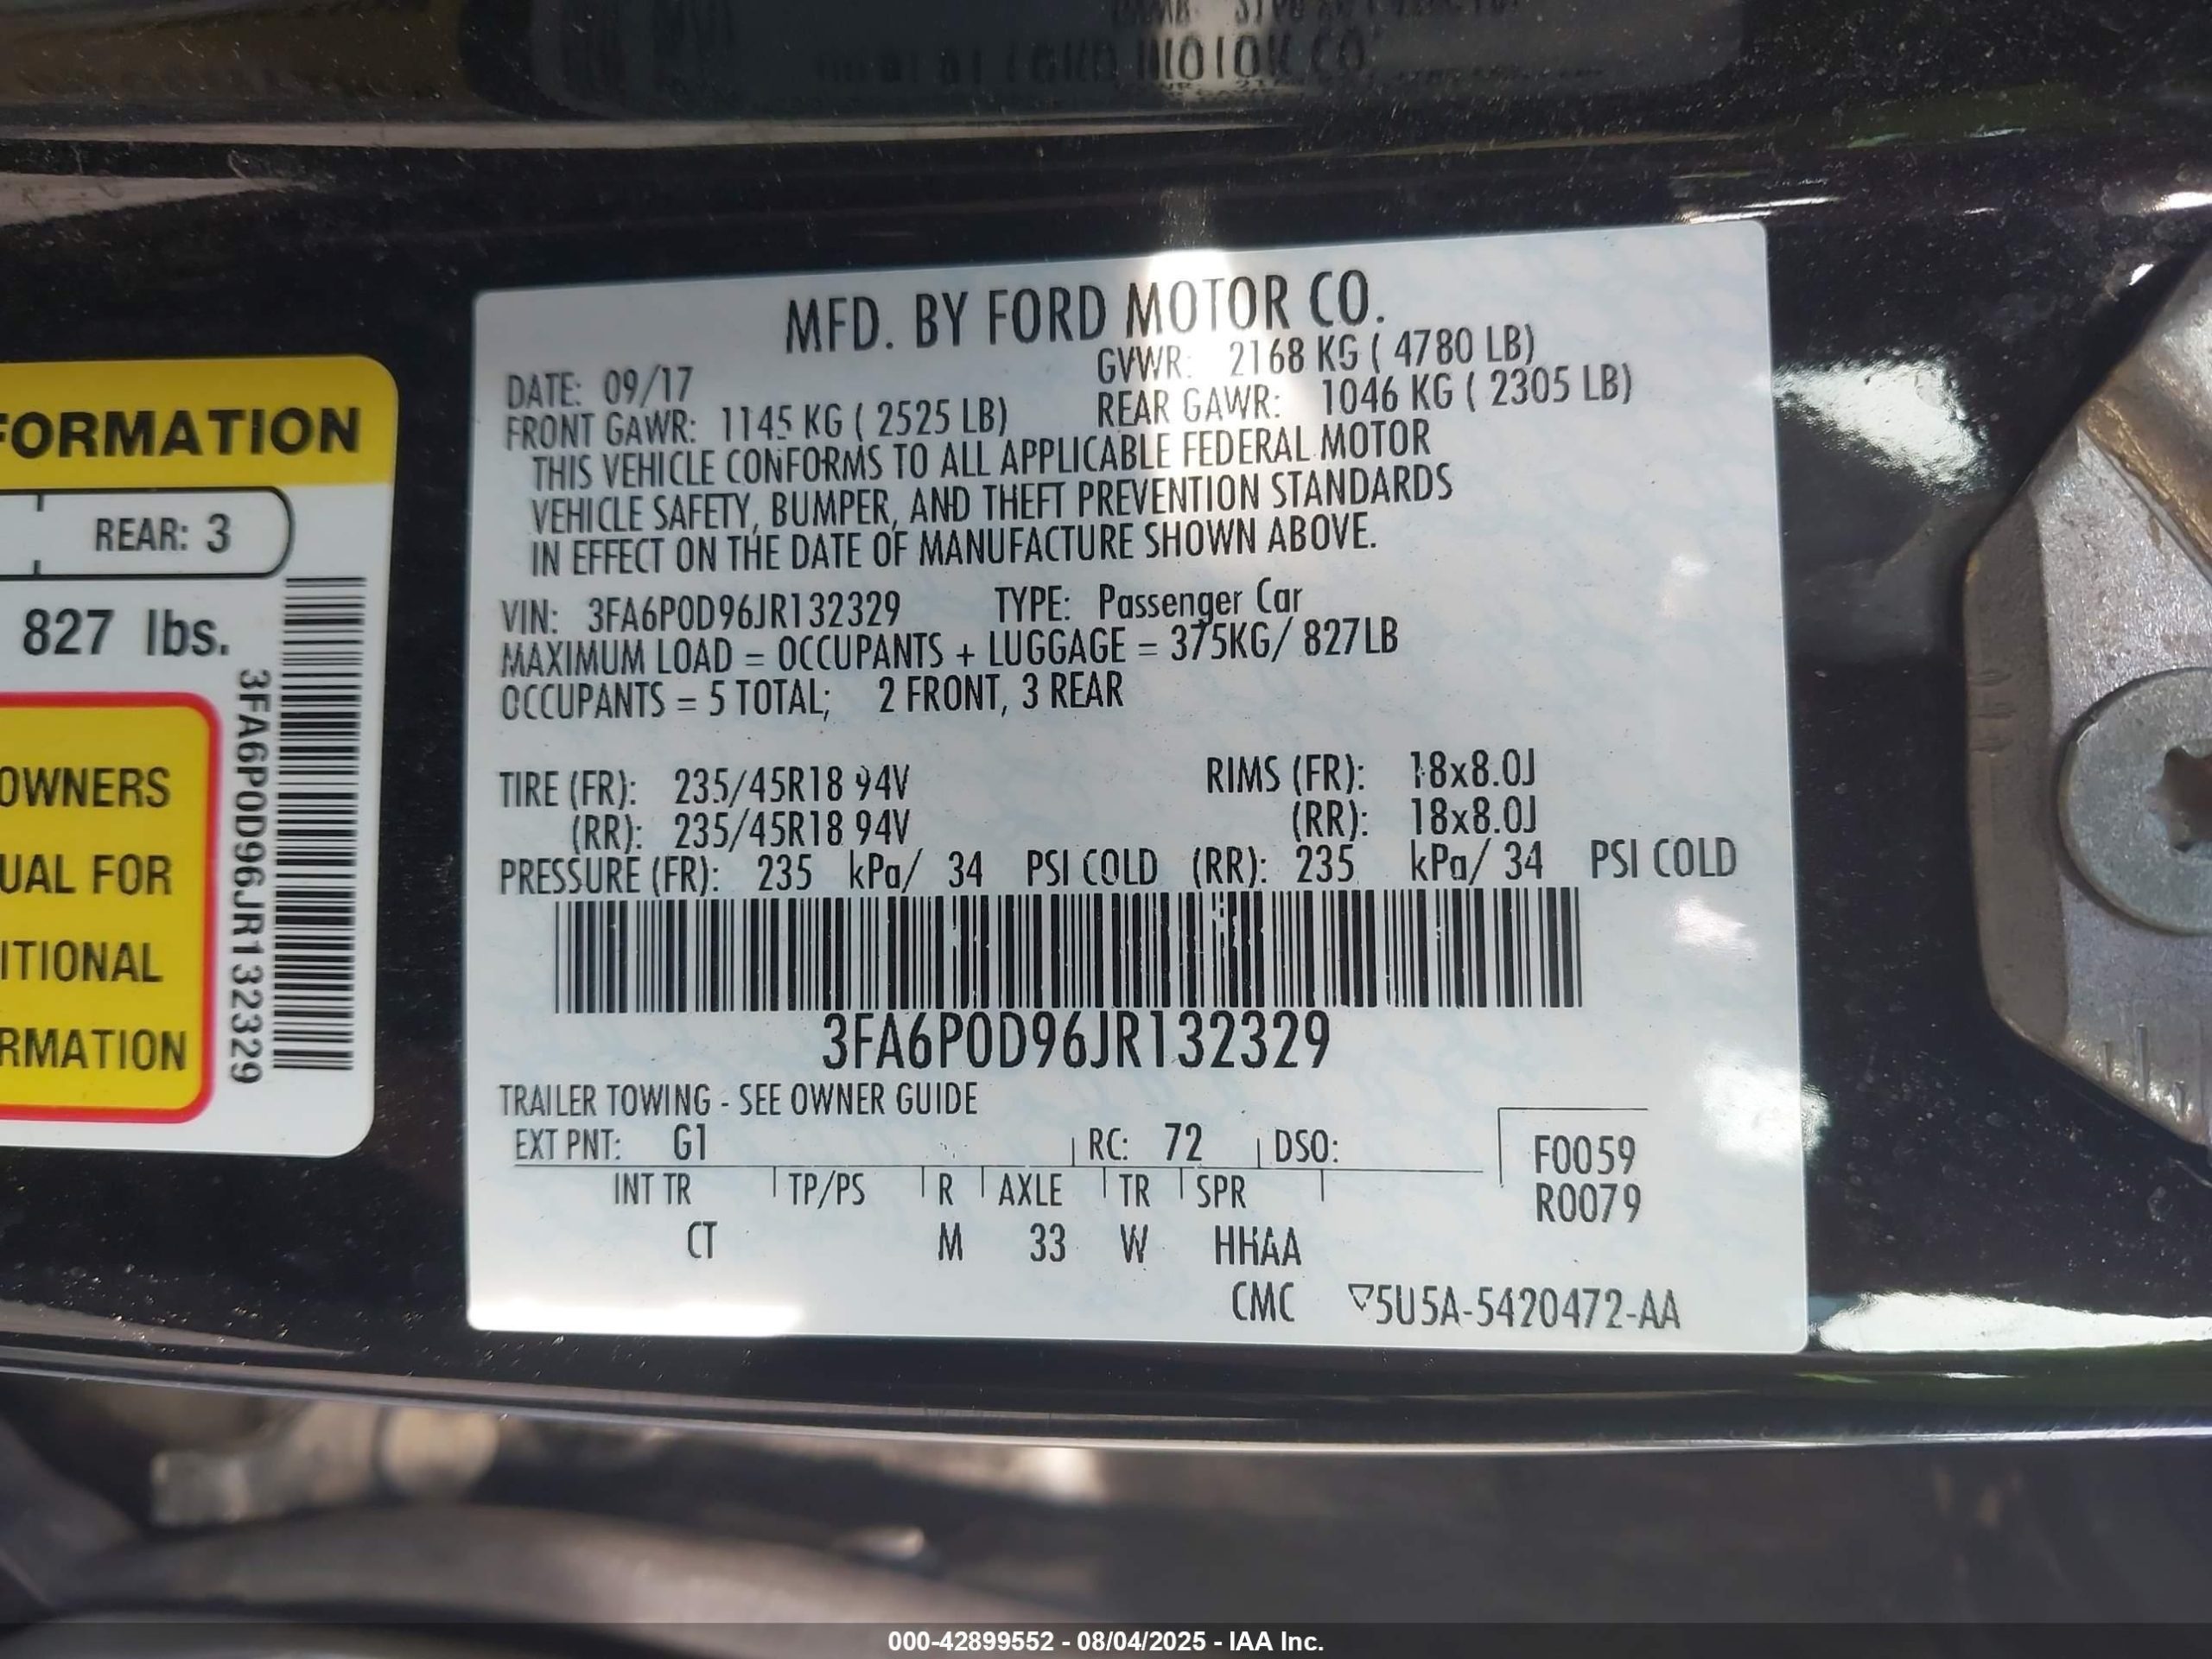 MOTOR CO.
FORMATION
REAR: 3
827 lbs.
OWNERS
UAL FOR
ITIONAL
RMATION
3FA6P0D96JR132329
MFD. BY FORD MOTOR CO.
DATE: 09/17 GVWR: 2168 KG ( 4780 LB)
FRONT GAWR: 1145 KG ( 2525 LB) REAR GAWR: 1046 KG ( 2305 LB)
THIS VEHICLE CONFORMS TO ALL APPLICABLE FEDERAL MOTOR
VEHICLE SAFETY, BUMPER, AND THEFT PREVENTION STANDARDS
IN EFFECT ON THE DATE OF MANUFACTURE SHOWN ABOVE.
VIN: 3FA6P0D96JR132329 TYPE: Passenger Car
MAXIMUM LOAD = OCCUPANTS + LUGGAGE = 375KG/ 827LB
OCCUPANTS = 5 TOTAL; 2 FRONT, 3 REAR
TIRE (FR): 235/45R18 94V RIMS (FR): 18x8.0J
(RR): 235/45R18 94V (RR): 18x8.0J
PRESSURE (FR): 235 kPa/ 34 PSI COLD (RR): 235 kPa/ 34 PSI COLD
3FA6P0D96JR132329
TRAILER TOWING - SEE OWNER GUIDE
EXT PNT: G1 RC: 72 DSO: F0059
INT TR TP/PS R AXLE TR SPR R0079
CT M 33 W HHAA
CMC ▽5U5A-5420472-AA
000-42899552 - 08/04/2025 - IAA Inc.